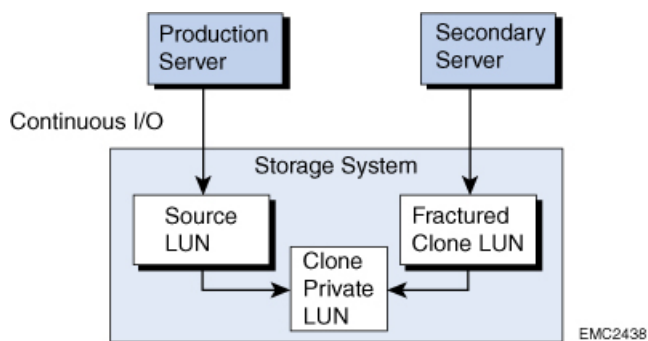 Production
Server
Secondary
Server
Continuous I/O
Storage System
Source
LUN
Fractured
Clone LUN
Clone
Private
LUN
EMC2438